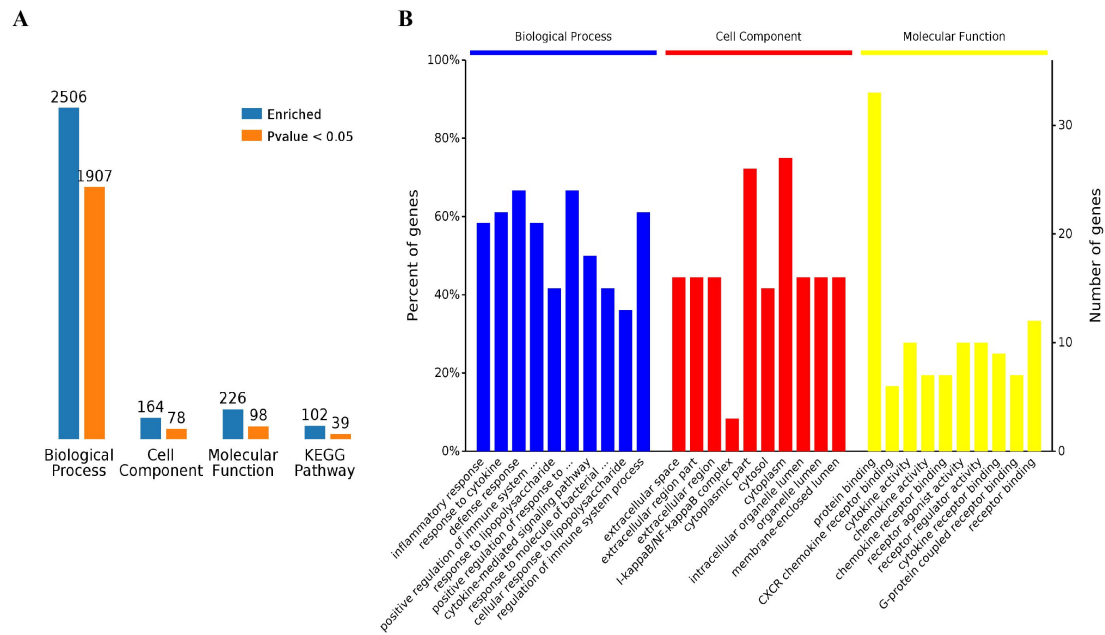 A
2506
1907
Enriched
Pvalue < 0.05
164
78
226
98
102
39
Biological
Process
Cell
Component
Molecular
Function
KEGG
Pathway
B
Biological Process
Cell Component
Molecular Function
100%
80%
60%
40%
20%
0%
Percent of genes
30
20
10
0
Number of genes
inflammatory response
response to cytokine
defense response
positive regulation of immune system ...
response to lipopolysaccharide
positive regulation of response to ...
cytokine-mediated signaling pathway
response to molecule of bacterial ...
cellular response to lipopolysaccharide
regulation of immune system process
extracellular space
extracellular region part
extracellular region
I-kappaB/NF-kappaB complex
cytoplasmic part
cytosol
cytoplasm
intracellular organelle lumen
organelle lumen
membrane-enclosed lumen
protein binding
CXCR chemokine receptor binding
cytokine activity
chemokine activity
chemokine receptor binding
receptor agonist activity
receptor regulator activity
cytokine receptor binding
G-protein coupled receptor binding
receptor binding